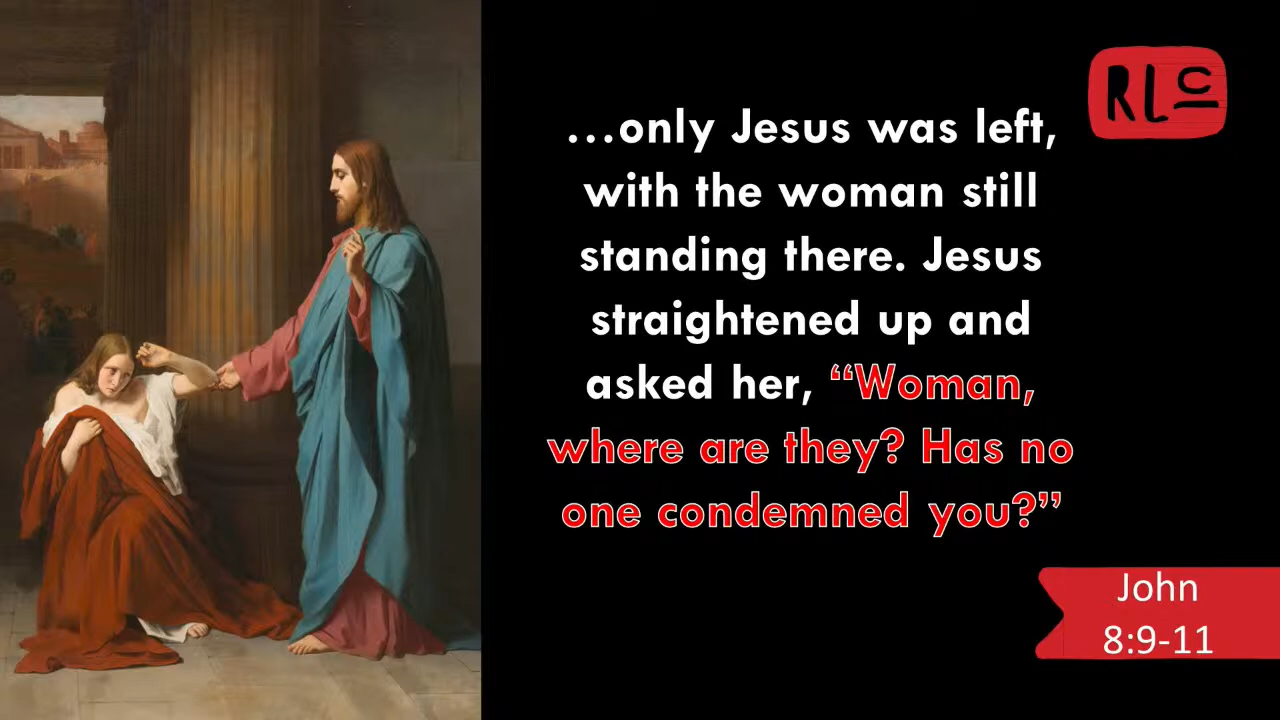 RLC
…only Jesus was left,
with the woman still
standing there. Jesus
straightened up and
asked her, “Woman,
where are they? Has no
one condemned you?”
John
8:9-11